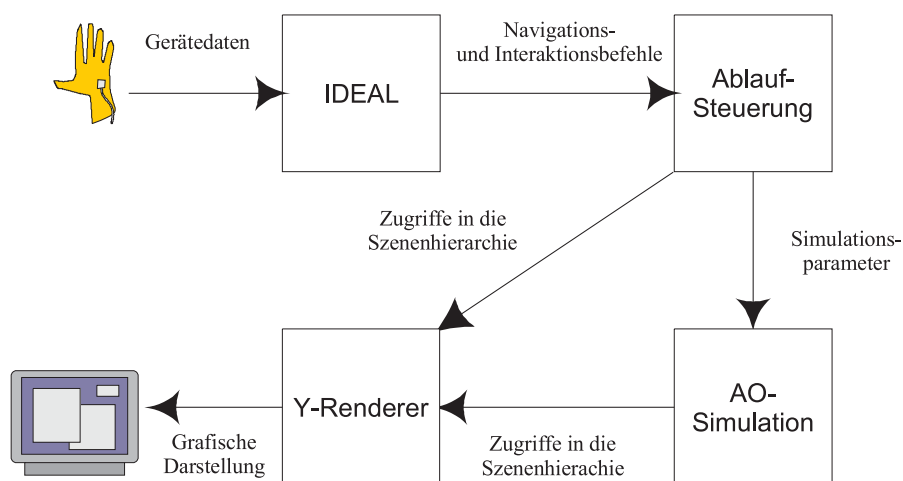 Gerätedaten
IDEAL
Navigations-
und Interaktionsbefehle
Ablauf-
Steuerung
Zugriffe in die
Szenenhierarchie
Simulations-
parameter
Y-Renderer
AO-
Simulation
Grafische
Darstellung
Zugriffe in die
Szenenhierachie